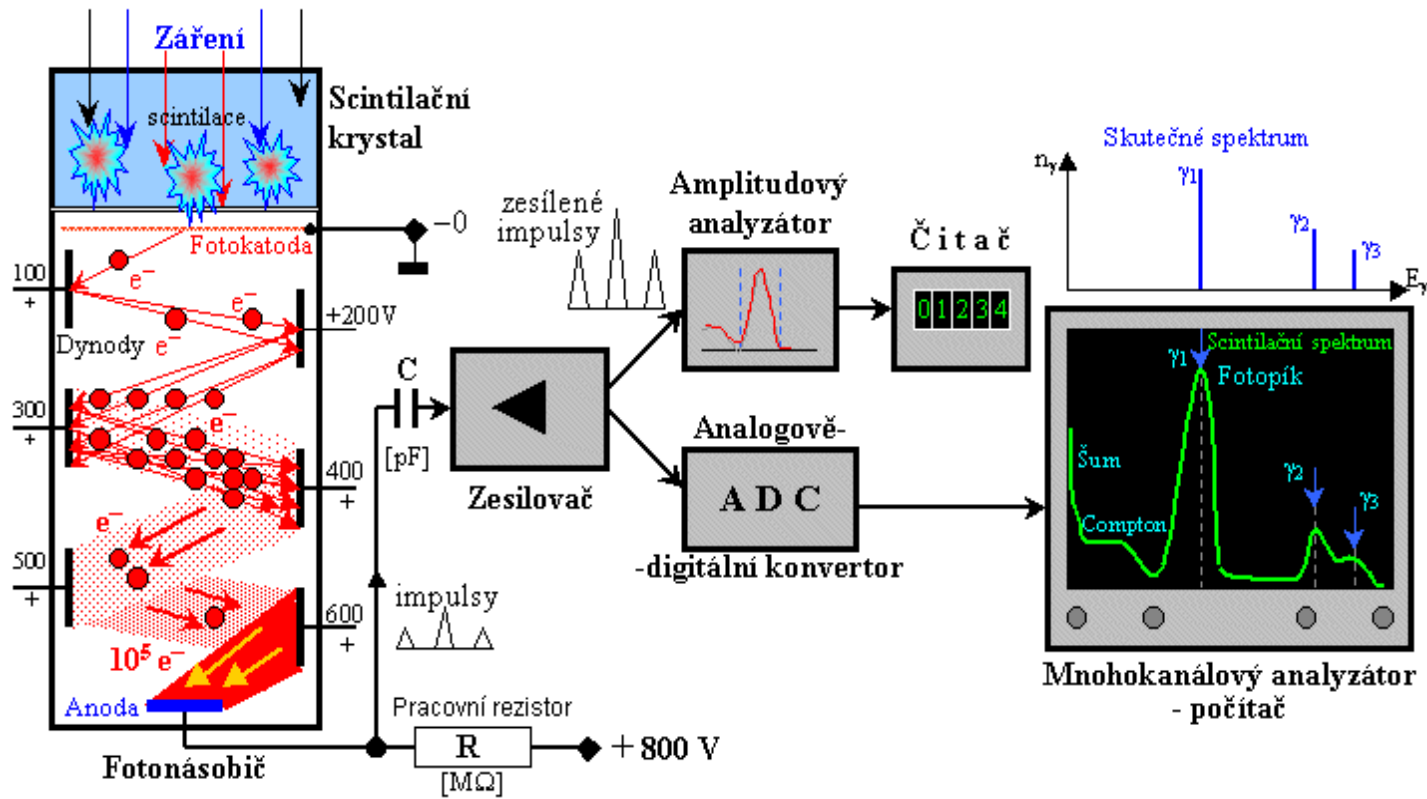 Záření
scintilace
Scintilační
krystal
Fotokatoda
−0
100
+
e⁻
e⁻
e⁻
+200V
Dynody
300
+
e⁻
400
+
e⁻
500
+
600
+
10⁵ e⁻
Anoda
Fotonásobič
impulsy
Pracovní rezistor
R
[MΩ]
+ 800 V
C
[pF]
Zesilovač
zesílené
impulsy
Amplitudový
analyzátor
Čitač
01234
Analogově-
ADC
-digitální konvertor
Skutečné spektrum
nγ
γ1
γ2
γ3
Eγ
Scintilační spektrum
γ1
Fotopík
Šum
Compton
γ2
γ3
Mnohokanálový analyzátor
- počítač